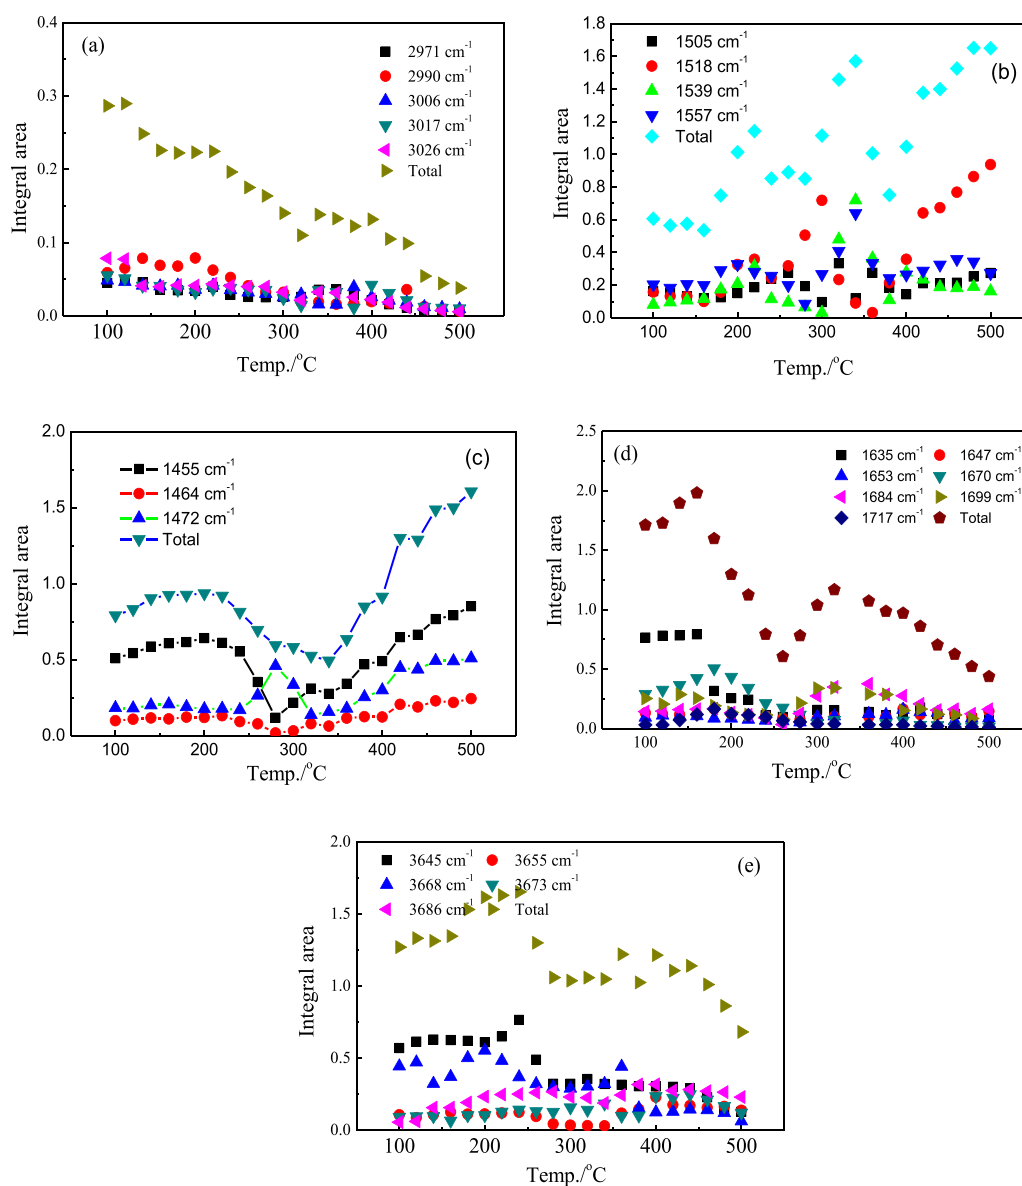 (a)
2971 cm-1
2990 cm-1
3006 cm-1
3017 cm-1
3026 cm-1
Total
0.4
0.3
0.2
0.1
0.0
Integral area
100 200 300 400 500
Temp./oC
(b)
1505 cm-1
1518 cm-1
1539 cm-1
1557 cm-1
Total
1.8
1.6
1.4
1.2
1.0
0.8
0.6
0.4
0.2
0.0
Integral area
100 200 300 400 500
Temp./oC
(c)
1455 cm-1
1464 cm-1
1472 cm-1
Total
2.0
1.5
1.0
0.5
0.0
Integral area
100 200 300 400 500
Temp./oC
(d)
1635 cm-1 1647 cm-1
1653 cm-1 1670 cm-1
1684 cm-1 1699 cm-1
1717 cm-1 Total
2.5
2.0
1.5
1.0
0.5
0.0
Integral area
100 200 300 400 500
Temp./oC
(e)
3645 cm-1 3655 cm-1
3668 cm-1 3673 cm-1
3686 cm-1 Total
2.0
1.5
1.0
0.5
0.0
Integral area
100 200 300 400 500
Temp./oC